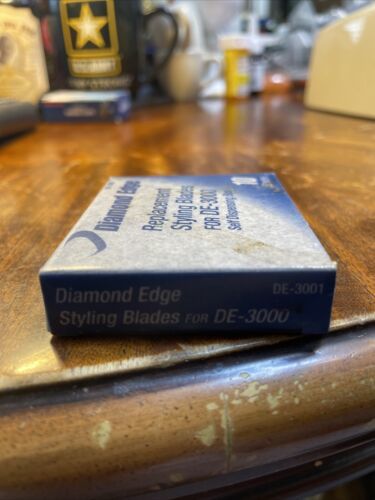 Diamond Edge
Replacement
Styling Blades
FOR DE-3000
10
Diamond Edge
DE-3001
Styling Blades FOR DE-3000